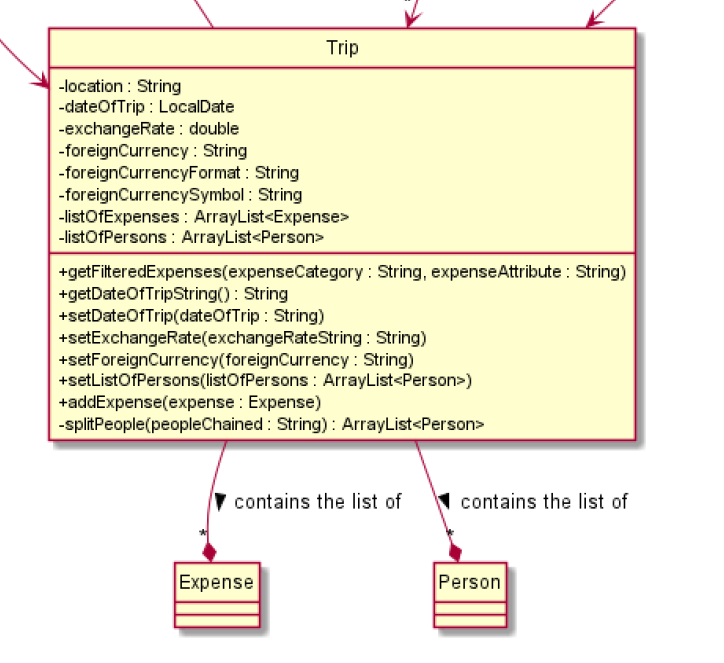 *
Trip
-location : String
-dateOfTrip : LocalDate
-exchangeRate : double
-foreignCurrency : String
-foreignCurrencyFormat : String
-foreignCurrencySymbol : String
-listOfExpenses : ArrayList<Expense>
-listOfPersons : ArrayList<Person>
+getFilteredExpenses(expenseCategory : String, expenseAttribute : String)
+getDateOfTripString() : String
+setDateOfTrip(dateOfTrip : String)
+setExchangeRate(exchangeRateString : String)
+setForeignCurrency(foreignCurrency : String)
+setListOfPersons(listOfPersons : ArrayList<Person>)
+addExpense(expense : Expense)
-splitPeople(peopleChained : String) : ArrayList<Person>
contains the list of
contains the list of
*
*
Expense
Person